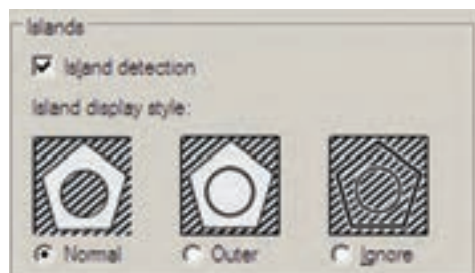 Islands
Island detection
Island display style:
Normal Outer Ignore